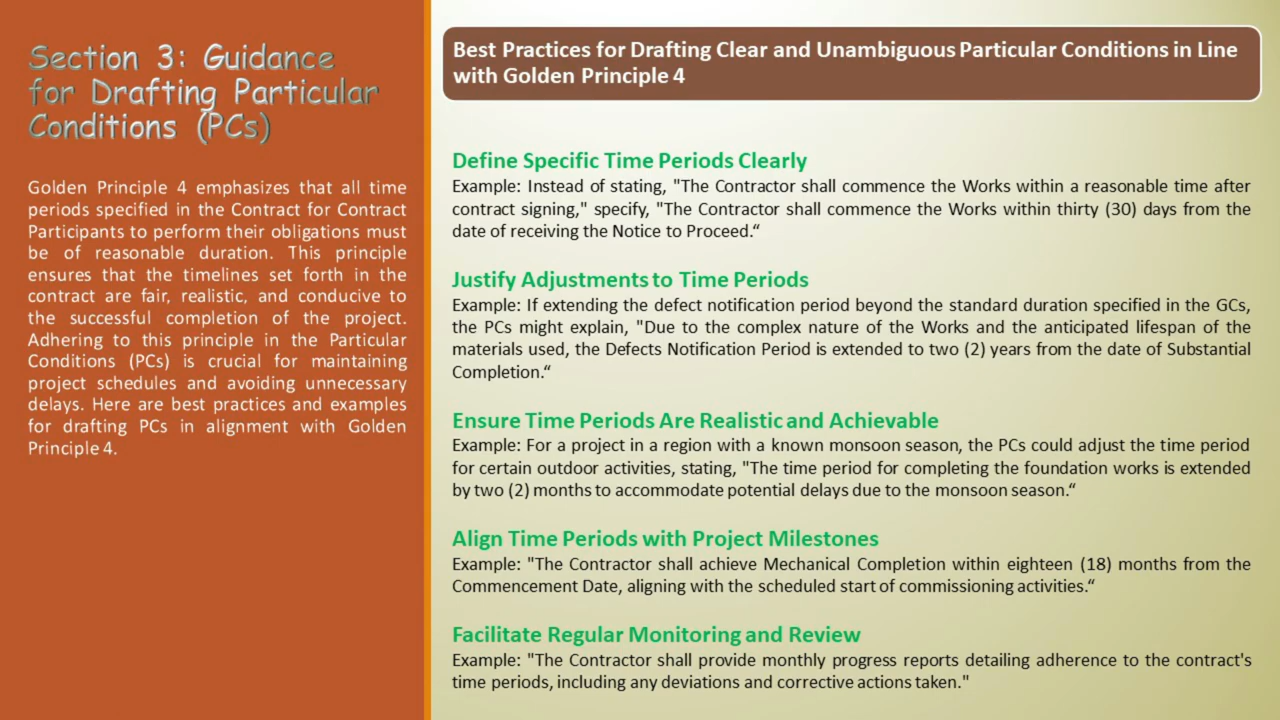 Section 3: Guidance
for Drafting Particular
Conditions (PCs)
Golden Principle 4 emphasizes that all time
periods specified in the Contract for Contract
Participants to perform their obligations must
be of reasonable duration. This principle
ensures that the timelines set forth in the
contract are fair, realistic, and conducive to
the successful completion of the project.
Adhering to this principle in the Particular
Conditions (PCs) is crucial for maintaining
project schedules and avoiding unnecessary
delays. Here are best practices and examples
for drafting PCs in alignment with Golden
Principle 4.
Best Practices for Drafting Clear and Unambiguous Particular Conditions in Line
with Golden Principle 4
Define Specific Time Periods Clearly
Example: Instead of stating, "The Contractor shall commence the Works within a reasonable time after
contract signing," specify, "The Contractor shall commence the Works within thirty (30) days from the
date of receiving the Notice to Proceed.“
Justify Adjustments to Time Periods
Example: If extending the defect notification period beyond the standard duration specified in the GCs,
the PCs might explain, "Due to the complex nature of the Works and the anticipated lifespan of the
materials used, the Defects Notification Period is extended to two (2) years from the date of Substantial
Completion.“
Ensure Time Periods Are Realistic and Achievable
Example: For a project in a region with a known monsoon season, the PCs could adjust the time period
for certain outdoor activities, stating, "The time period for completing the foundation works is extended
by two (2) months to accommodate potential delays due to the monsoon season.“
Align Time Periods with Project Milestones
Example: "The Contractor shall achieve Mechanical Completion within eighteen (18) months from the
Commencement Date, aligning with the scheduled start of commissioning activities.“
Facilitate Regular Monitoring and Review
Example: "The Contractor shall provide monthly progress reports detailing adherence to the contract's
time periods, including any deviations and corrective actions taken."